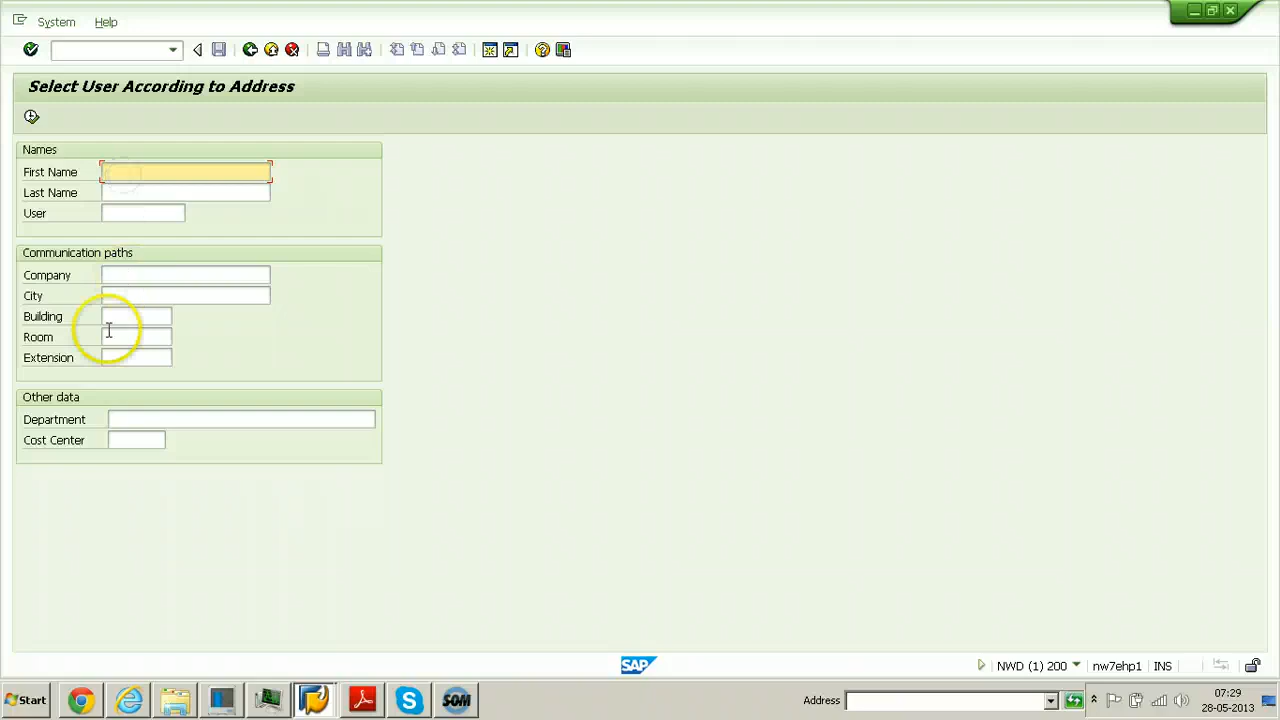 System Help
Select User According to Address
Names
First Name
Last Name
User
Communication paths
Company
City
Building
Room
Extension
Other data
Department
Cost Center
SAP
NWD (1) 200 nw7ehp1 INS
Start
S
SOM
Address
07:29
28-05-2013